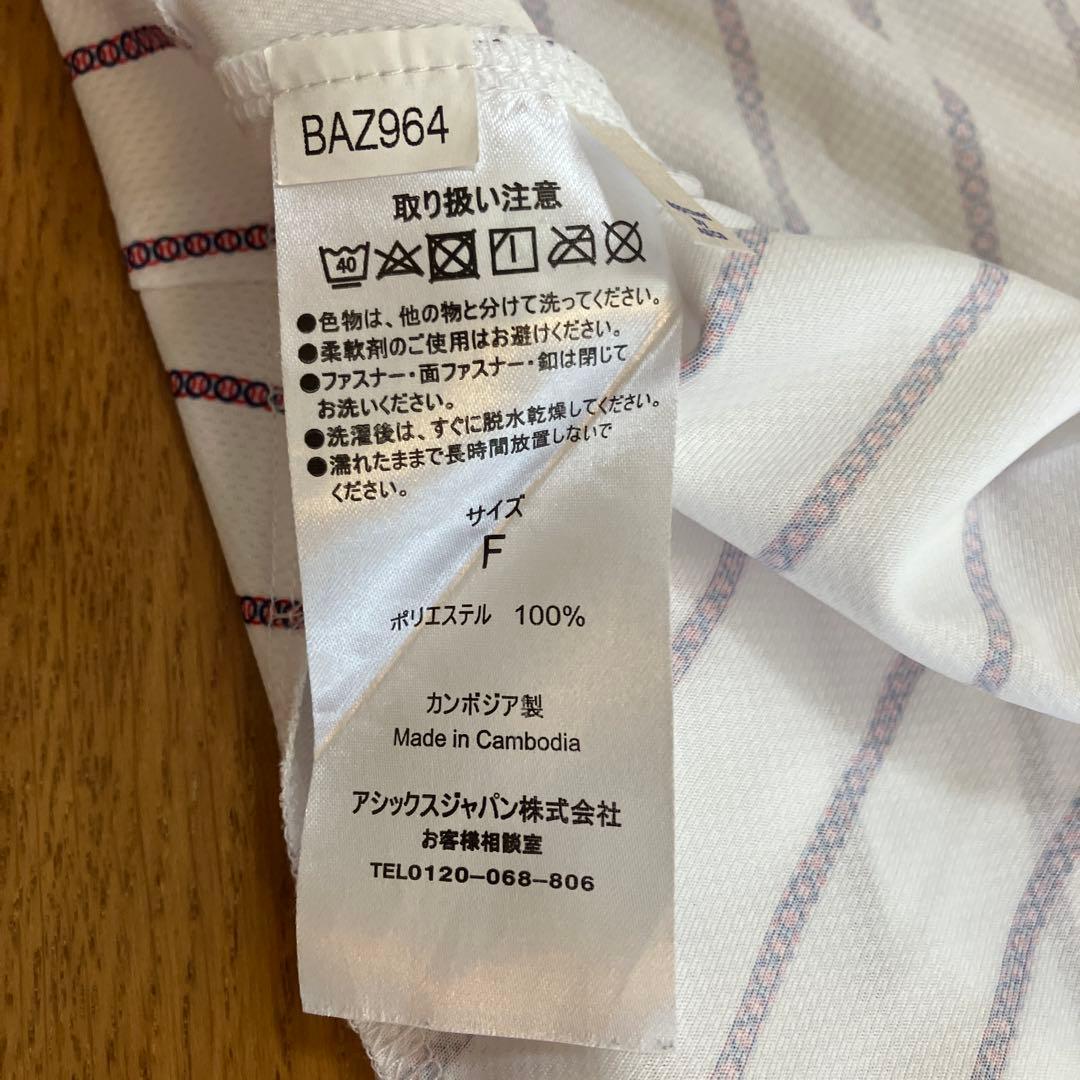 BAZ964
取り扱い注意
40
●色物は、他の物と分けて洗ってください。
●柔軟剤のご使用はお避けください。
●ファスナー・面ファスナー・釦は閉じて
お洗いください。
●洗濯後は、すぐに脱水乾燥してください。
●濡れたままで長時間放置しないで
ください。
サイズ
F
ポリエステル 100%
カンボジア製
Made in Cambodia
アシックスジャパン株式会社
お客様相談室
TEL0120-068-806